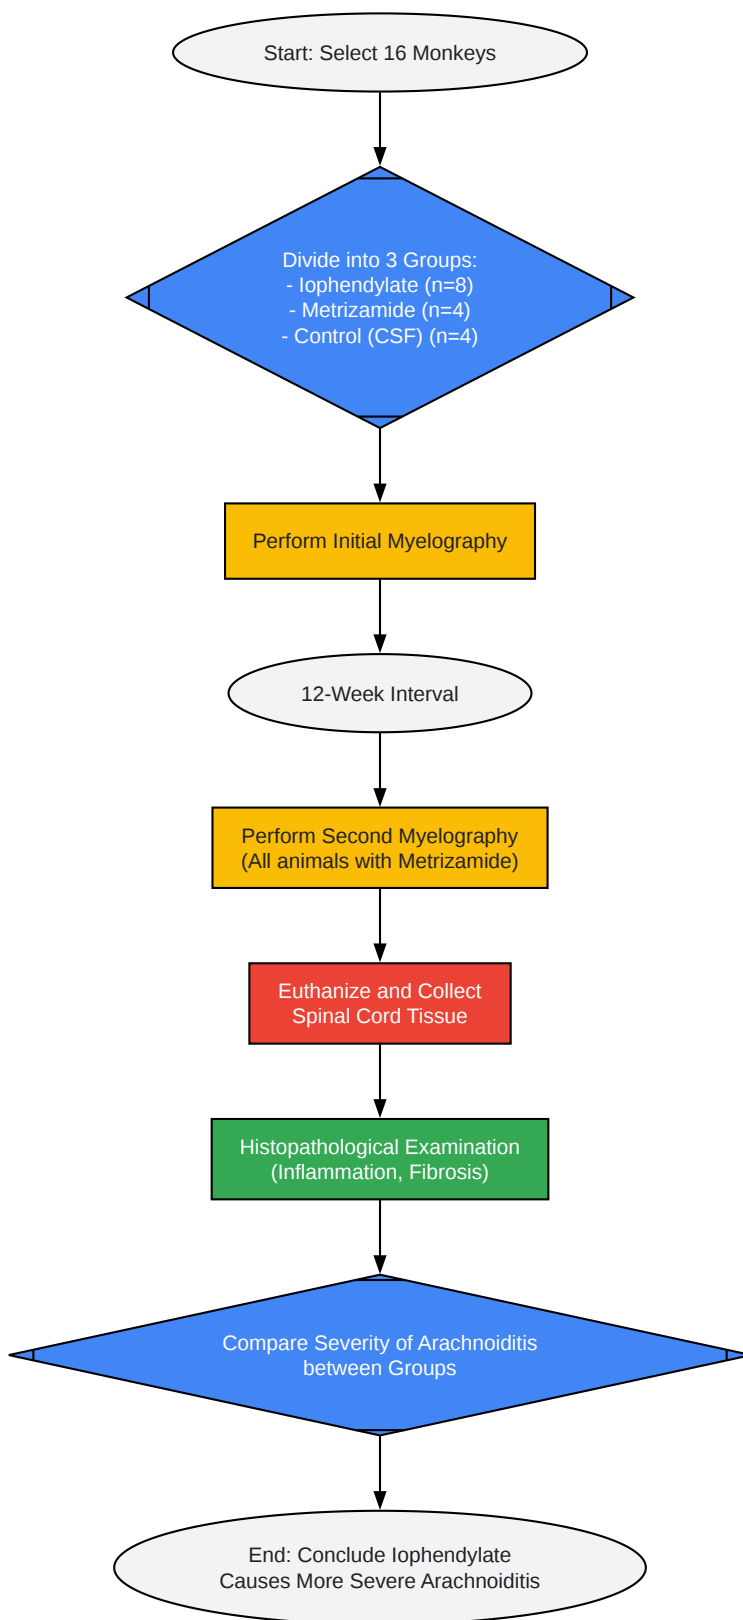 Start: Select 16 Monkeys
Divide into 3 Groups:
- Iophendylate (n=8)
- Metrizamide (n=4)
- Control (CSF) (n=4)
Perform Initial Myelography
12-Week Interval
Perform Second Myelography
(All animals with Metrizamide)
Euthanize and Collect
Spinal Cord Tissue
Histopathological Examination
(Inflammation, Fibrosis)
Compare Severity of Arachnoiditis
between Groups
End: Conclude Iophendylate
Causes More Severe Arachnoiditis